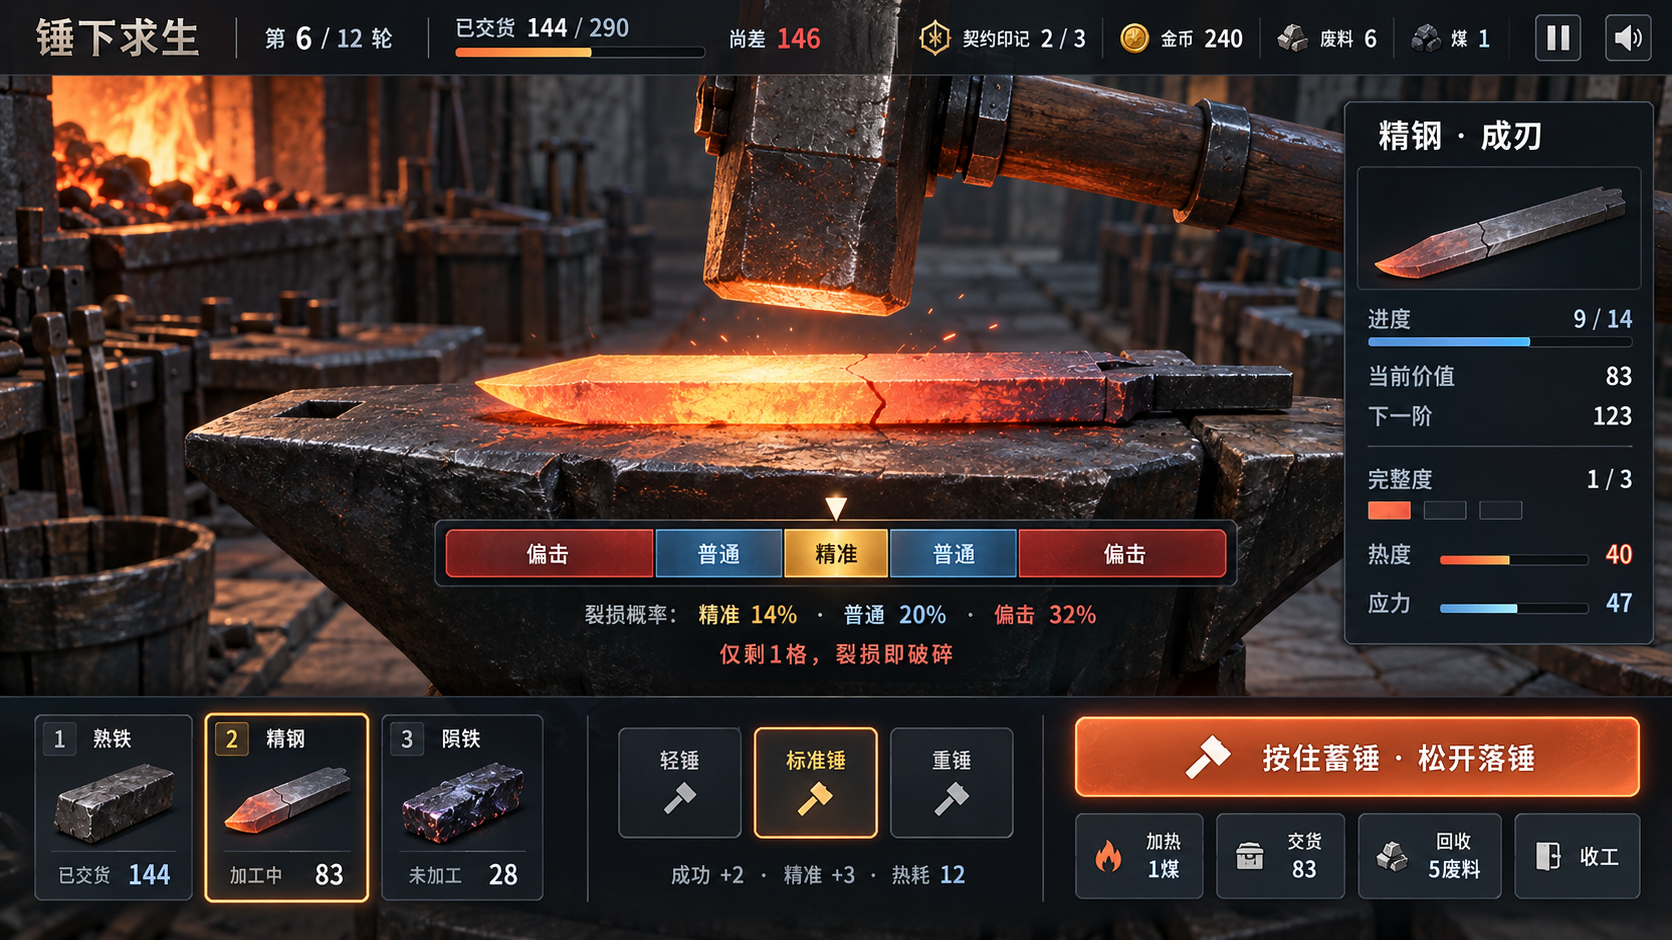 锤下求生
第 6 / 12 轮
已交货 144 / 290
尚差 146
契约印记 2 / 3
金币 240
废料 6
煤 1
精钢 · 成刃
进度 9 / 14
当前价值 83
下一阶 123
完整度 1 / 3
热度 40
应力 47
偏击 普通 精准 普通 偏击
裂损概率： 精准 14% · 普通 20% · 偏击 32%
仅剩1格，裂损即破碎
1 熟铁
已交货 144
2 精钢
加工中 83
3 陨铁
未加工 28
轻锤
标准锤
重锤
成功 +2 · 精准 +3 · 热耗 12
按住蓄锤 · 松开落锤
加热
1煤
交货
83
回收
5废料
收工